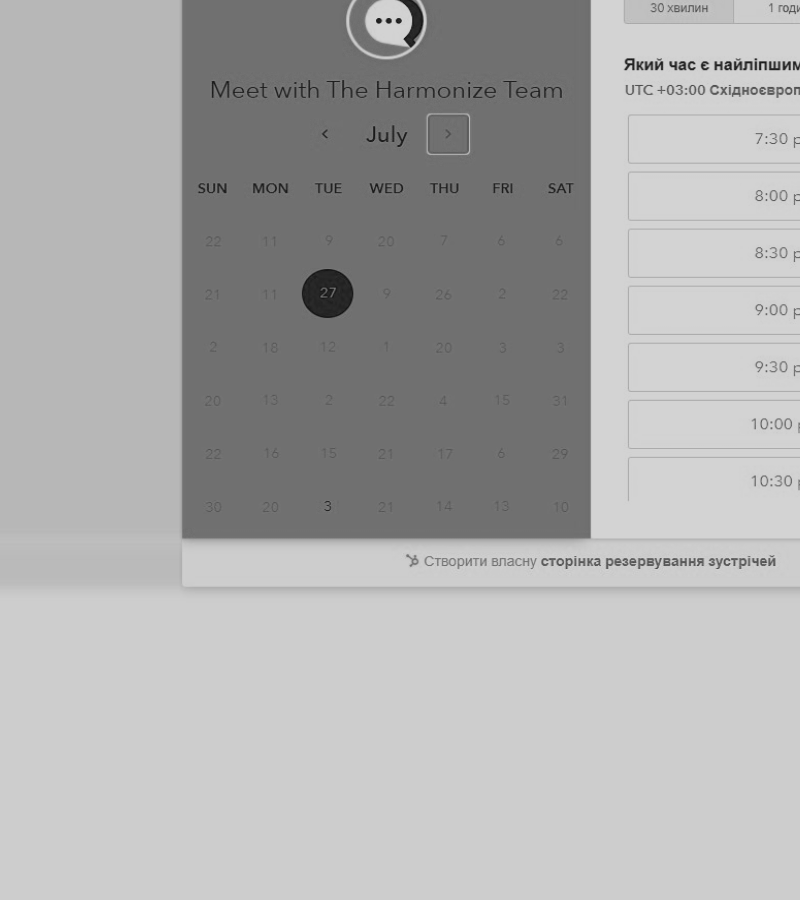 30 хвилин 1 годи
Meet with The Harmonize Team
July
Який час є найліпшим
UTC +03:00 Східноєвроп
SUN MON TUE WED THU FRI SAT
22 11 9 20 7 6 6
21 11 27 9 26 2 22
2 18 12 1 20 3 3
20 13 2 22 4 15 31
22 16 15 21 17 6 29
30 20 3 21 14 13 10
7:30 p
8:00 p
8:30 p
9:00 p
9:30 p
10:00 p
10:30 p
Створити власну сторінка резервування зустрічей